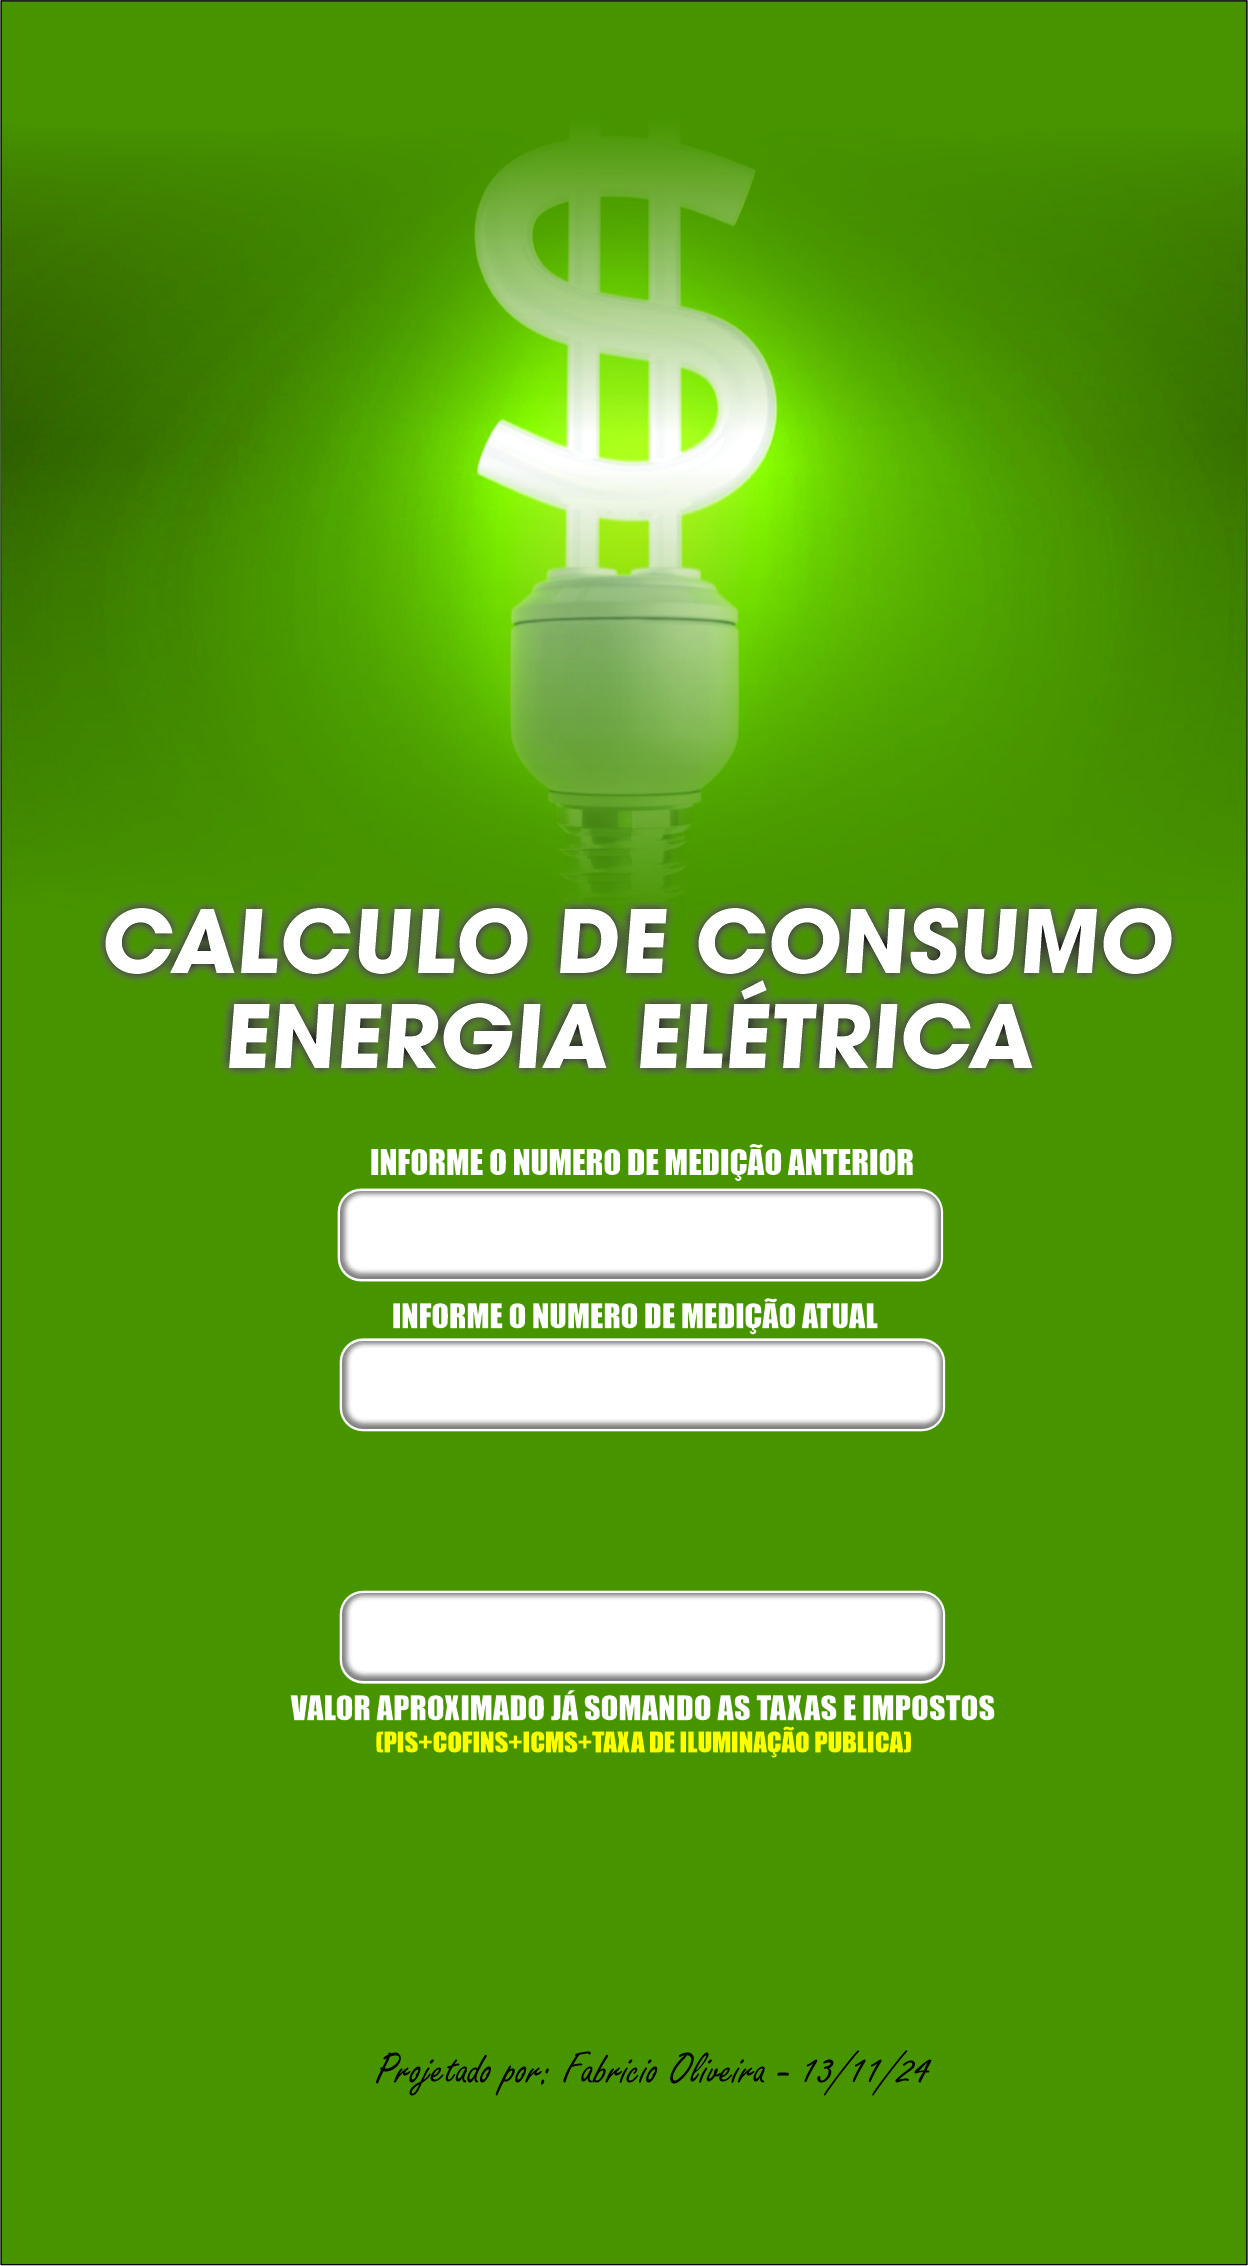 CALCULO DE CONSUMO
ENERGIA ELÉTRICA
INFORME O NUMERO DE MEDIÇÃO ANTERIOR
INFORME O NUMERO DE MEDIÇÃO ATUAL
VALOR APROXIMADO JÁ SOMANDO AS TAXAS E IMPOSTOS
(PIS+COFINS+ICMS+TAXA DE ILUMINAÇÃO PUBLICA)
Projetado por: Fabricio Oliveira - 13/11/24